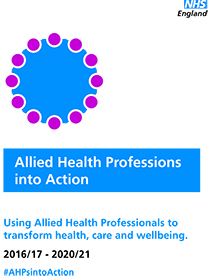 NHS
England
Allied Health Professions
into Action
Using Allied Health Professionals to
transform health, care and wellbeing.
2016/17 - 2020/21
#AHPsintoAction